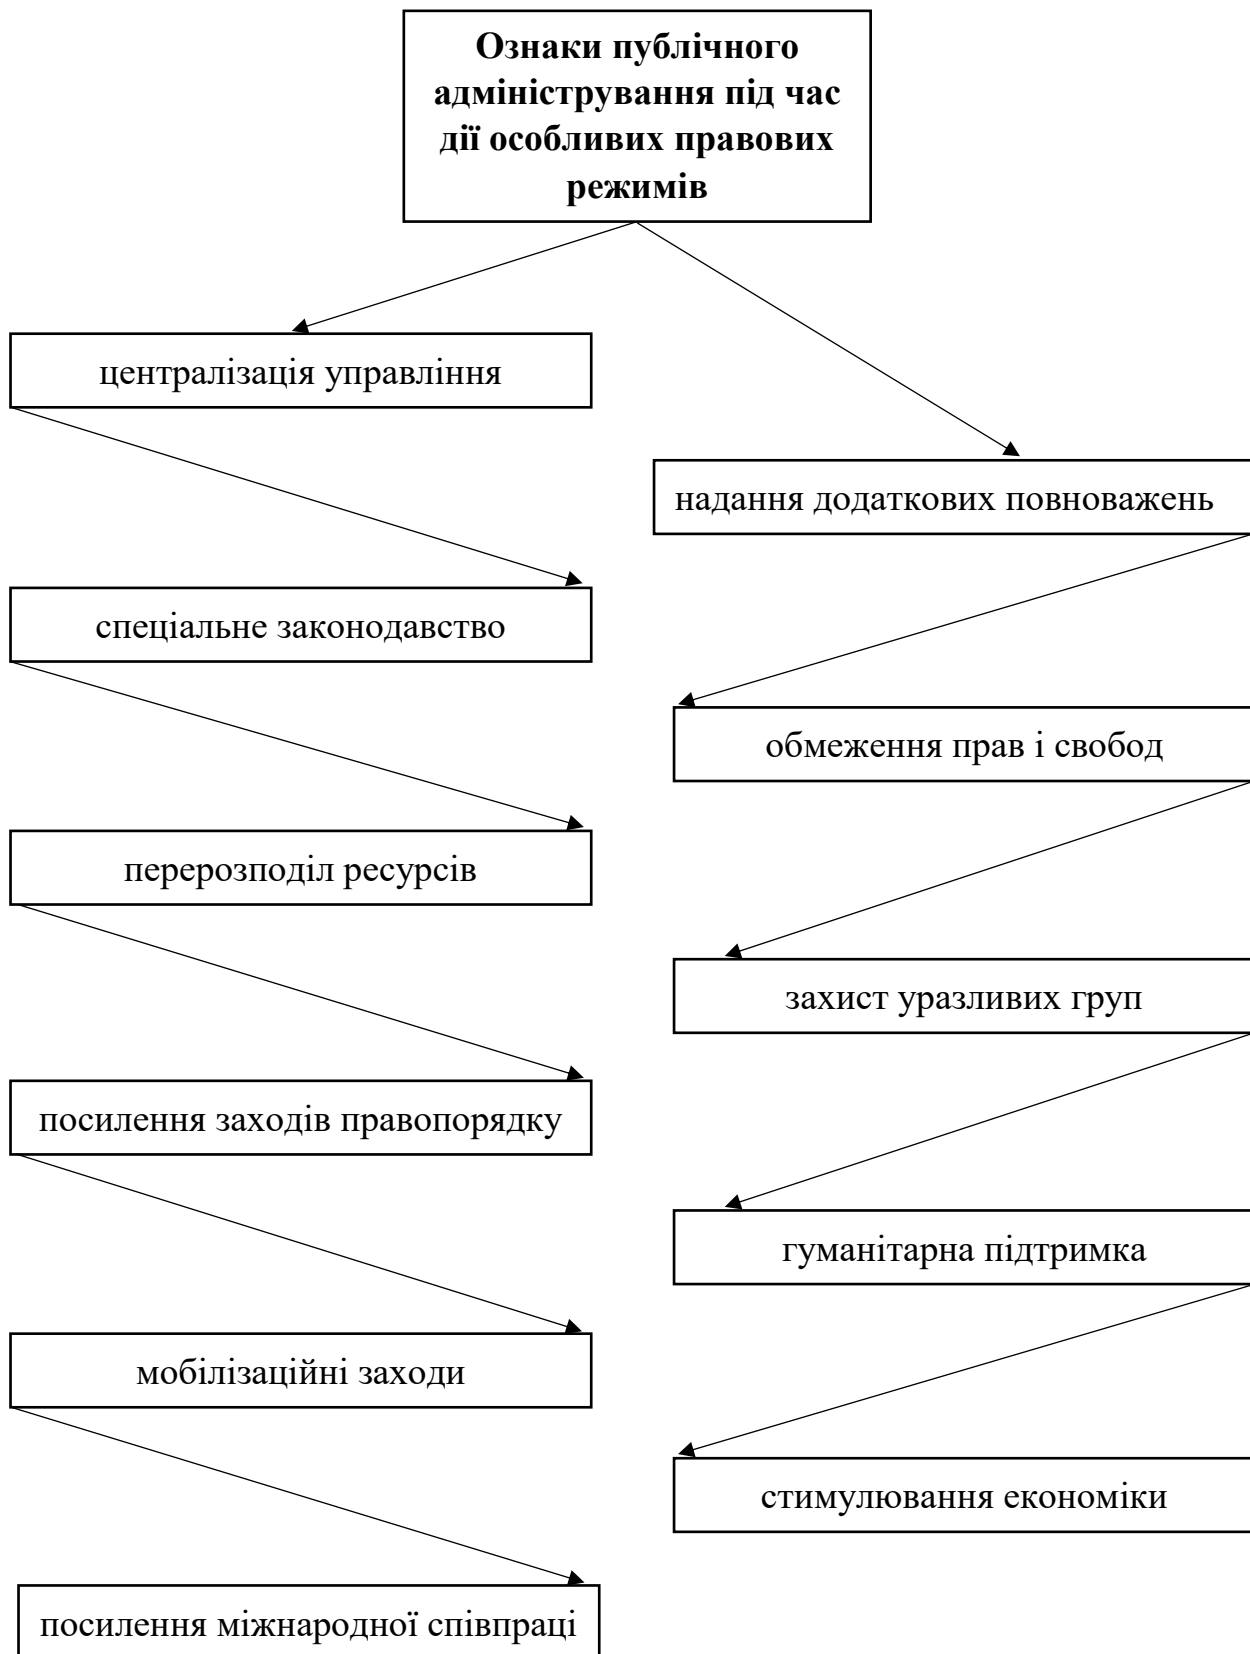 Ознаки публічного
адміністрування під час
дії особливих правових
режимів
централізація управління
надання додаткових повноважень
спеціальне законодавство
обмеження прав і свобод
перерозподіл ресурсів
захист уразливих груп
посилення заходів правопорядку
гуманітарна підтримка
мобілізаційні заходи
стимулювання економіки
посилення міжнародної співпраці